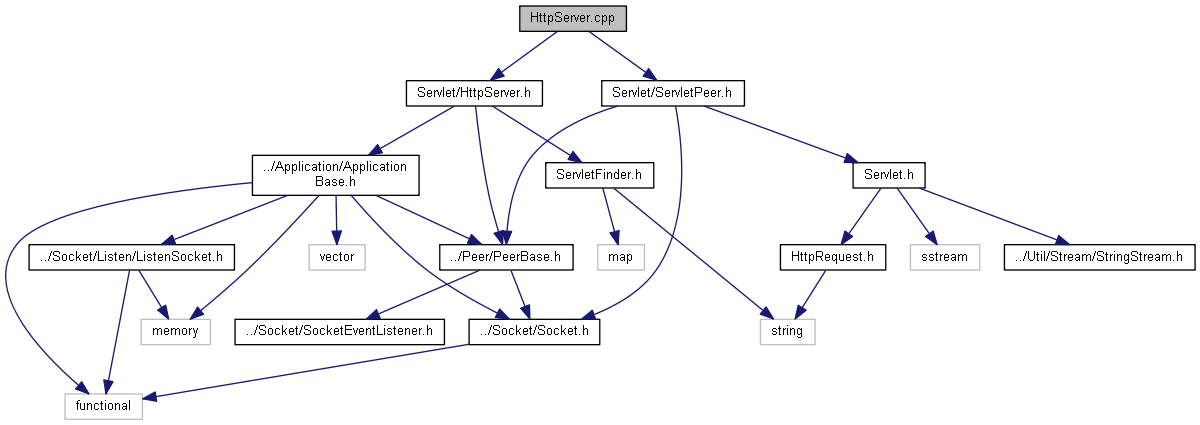 HttpServer.cpp
Servlet/HttpServer.h
Servlet/ServletPeer.h
../Application/Application
Base.h
ServletFinder.h
Servlet.h
../Socket/Listen/ListenSocket.h
vector
../Peer/PeerBase.h
map
HttpRequest.h
sstream
../Util/Stream/StringStream.h
memory
../Socket/SocketEventListener.h
../Socket/Socket.h
string
functional